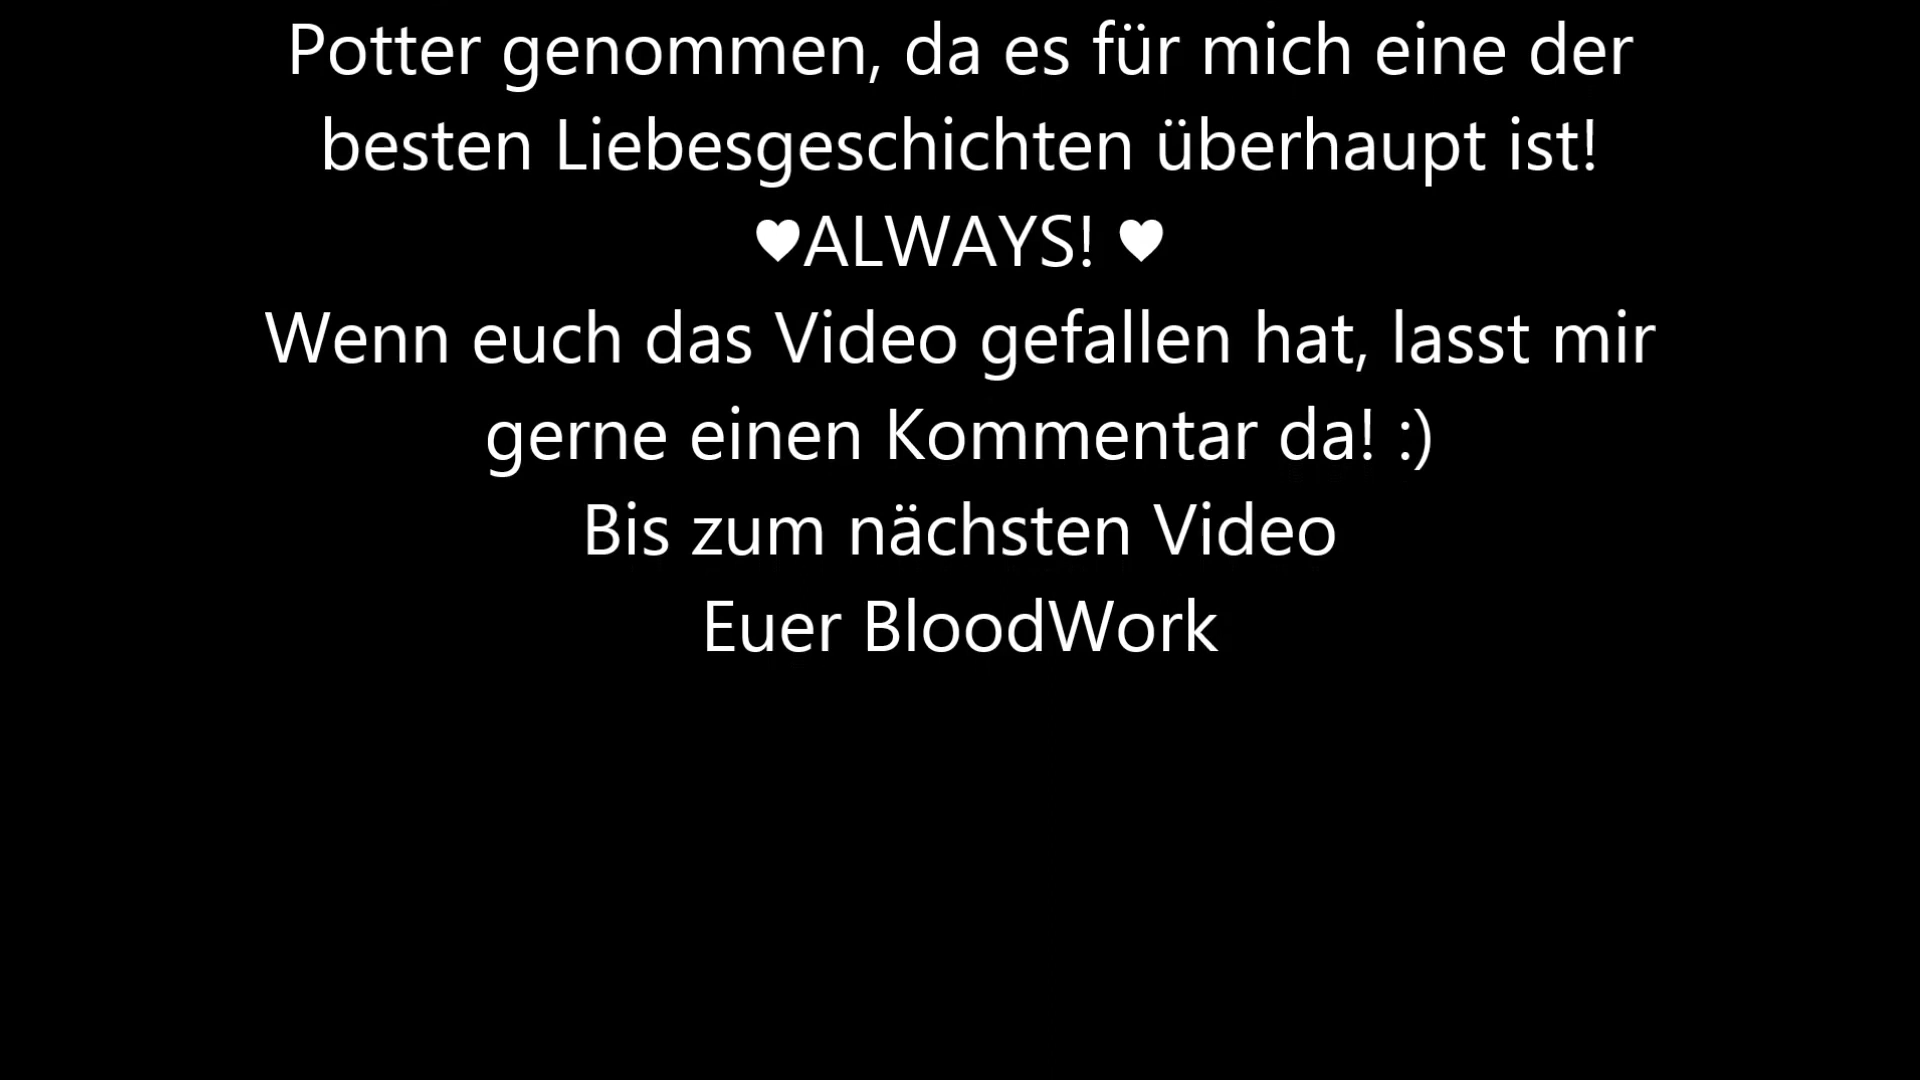 Potter genommen, da es für mich eine der
besten Liebesgeschichten überhaupt ist!
♥ALWAYS! ♥
Wenn euch das Video gefallen hat, lasst mir
gerne einen Kommentar da! :)
Bis zum nächsten Video
Euer BloodWork